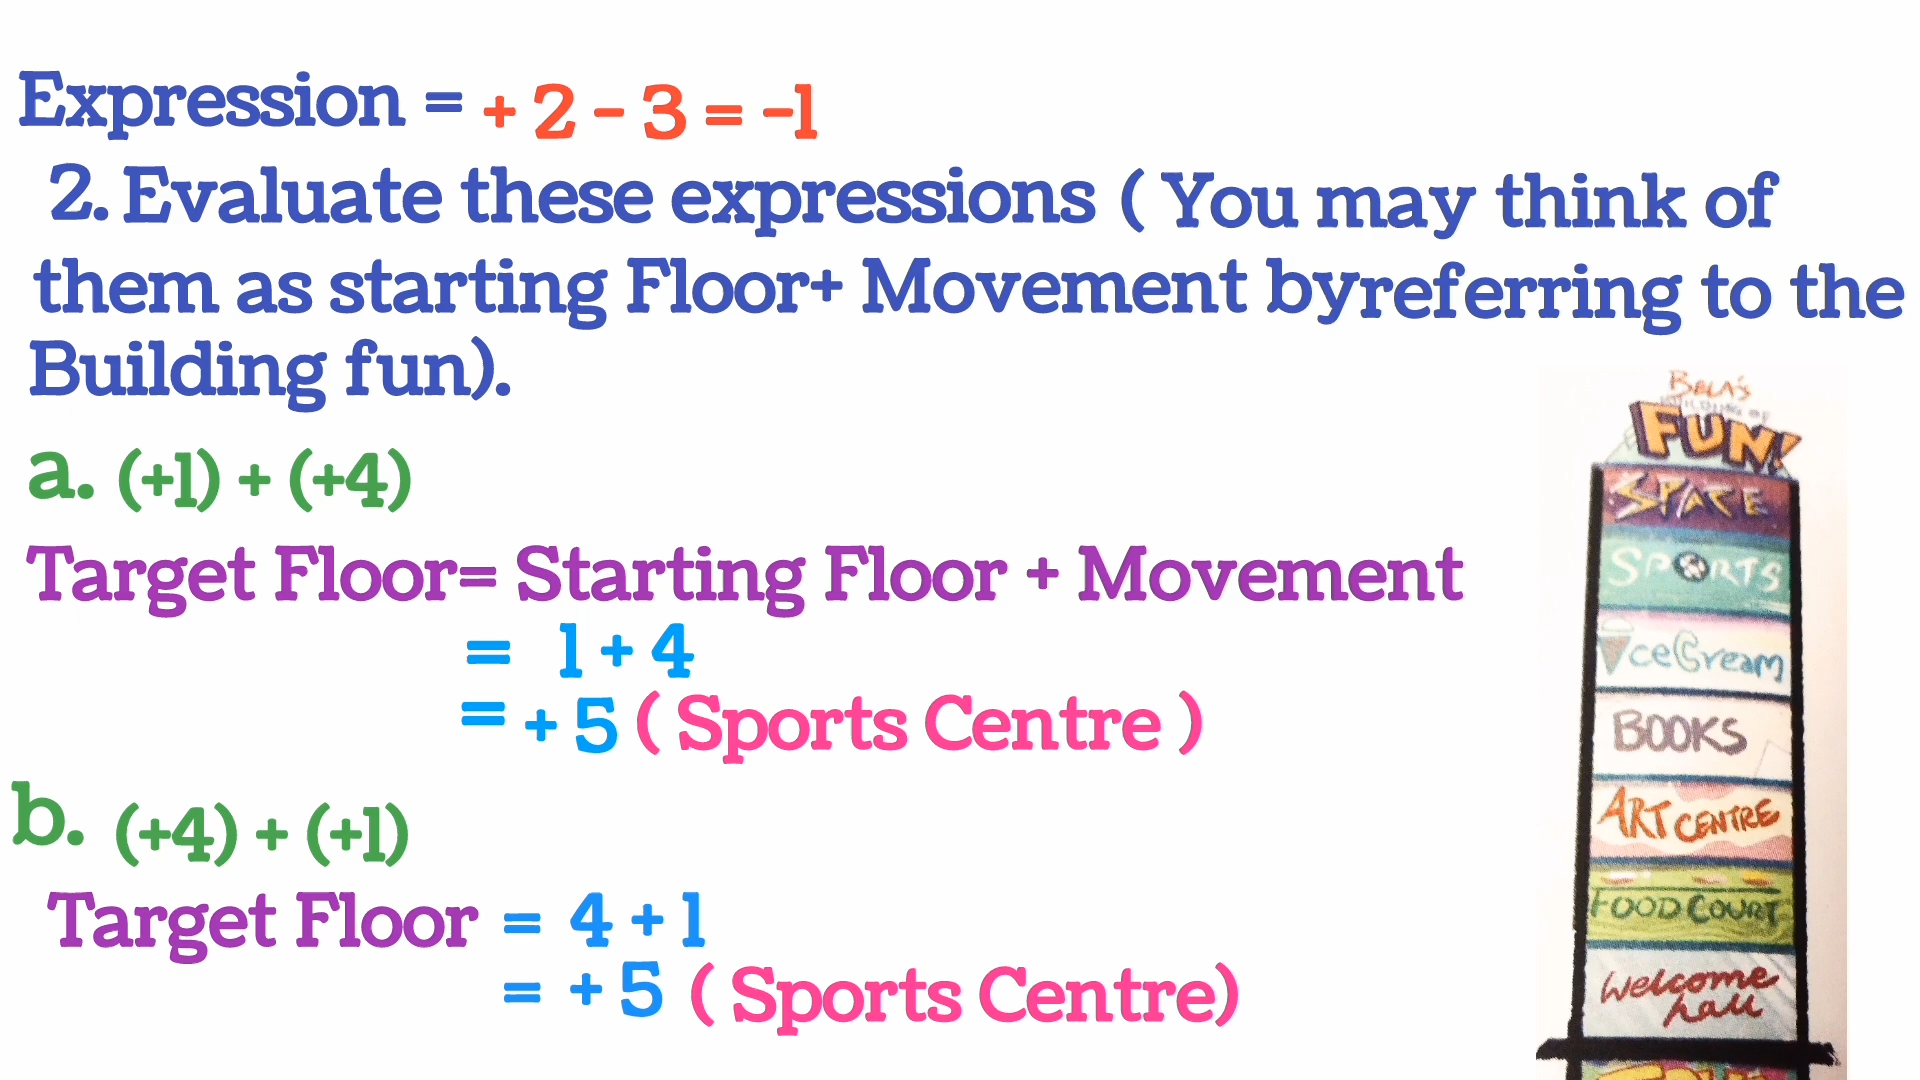 Expression = + 2 - 3 = -1
2. Evaluate these expressions ( You may think of
them as starting Floor+ Movement byreferring to the
Building fun).
a. (+1) + (+4)
Target Floor= Starting Floor + Movement
= 1 + 4
= + 5 ( Sports Centre )
b. (+4) + (+1)
Target Floor = 4 + 1
= + 5 ( Sports Centre)
BELA'S
FUN!
SPACE
SPORTS
IceCream
BOOKS
ART CENTRE
FOOD COURT
Welcome
hall